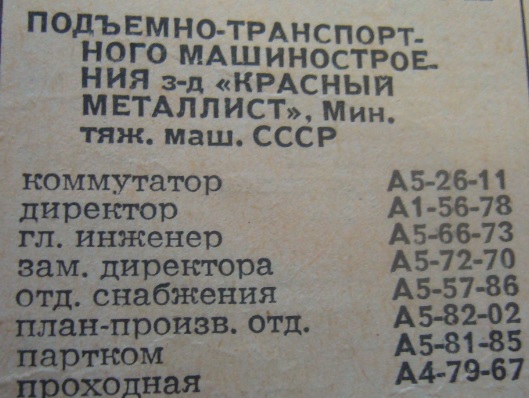 ПОДЪЕМНО-ТРАНСПОРТ-
НОГО МАШИНОСТРОЕ-
НИЯ з-д «КРАСНЫЙ
МЕТАЛЛИСТ», Мин.
тяж. маш. СССР
коммутатор А5-26-11
директор А1-56-78
гл. инженер А5-66-73
зам. директора А5-72-70
отд. снабжения А5-57-86
план-произв. отд. А5-82-02
партком А5-81-85
проходная А4-79-67